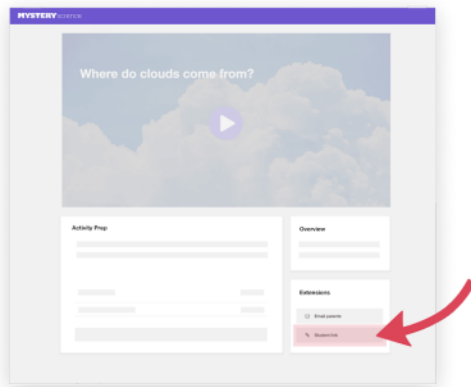 MYSTERY science
Where do clouds come from?
Activity Prep
Overview
Extensions
Email parents
Student link